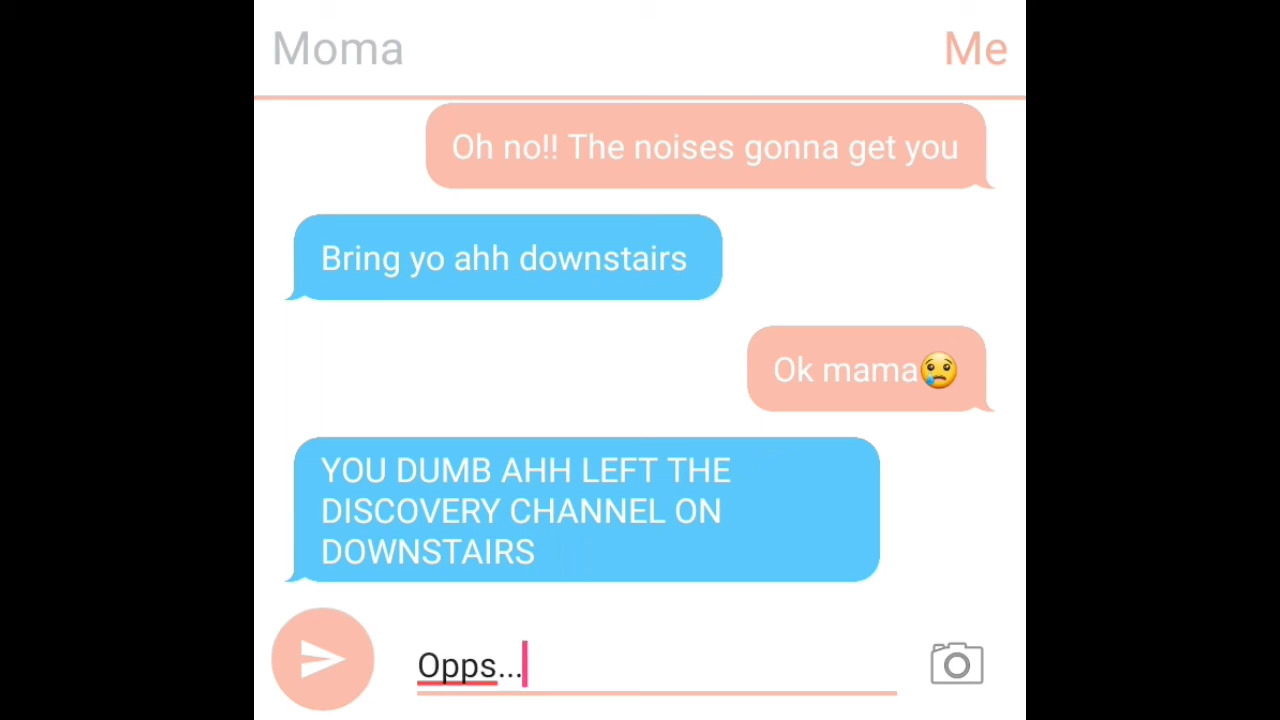 Moma
Me
Oh no!! The noises gonna get you
Bring yo ahh downstairs
Ok mama😢
YOU DUMB AHH LEFT THE
DISCOVERY CHANNEL ON
DOWNSTAIRS
Opps...